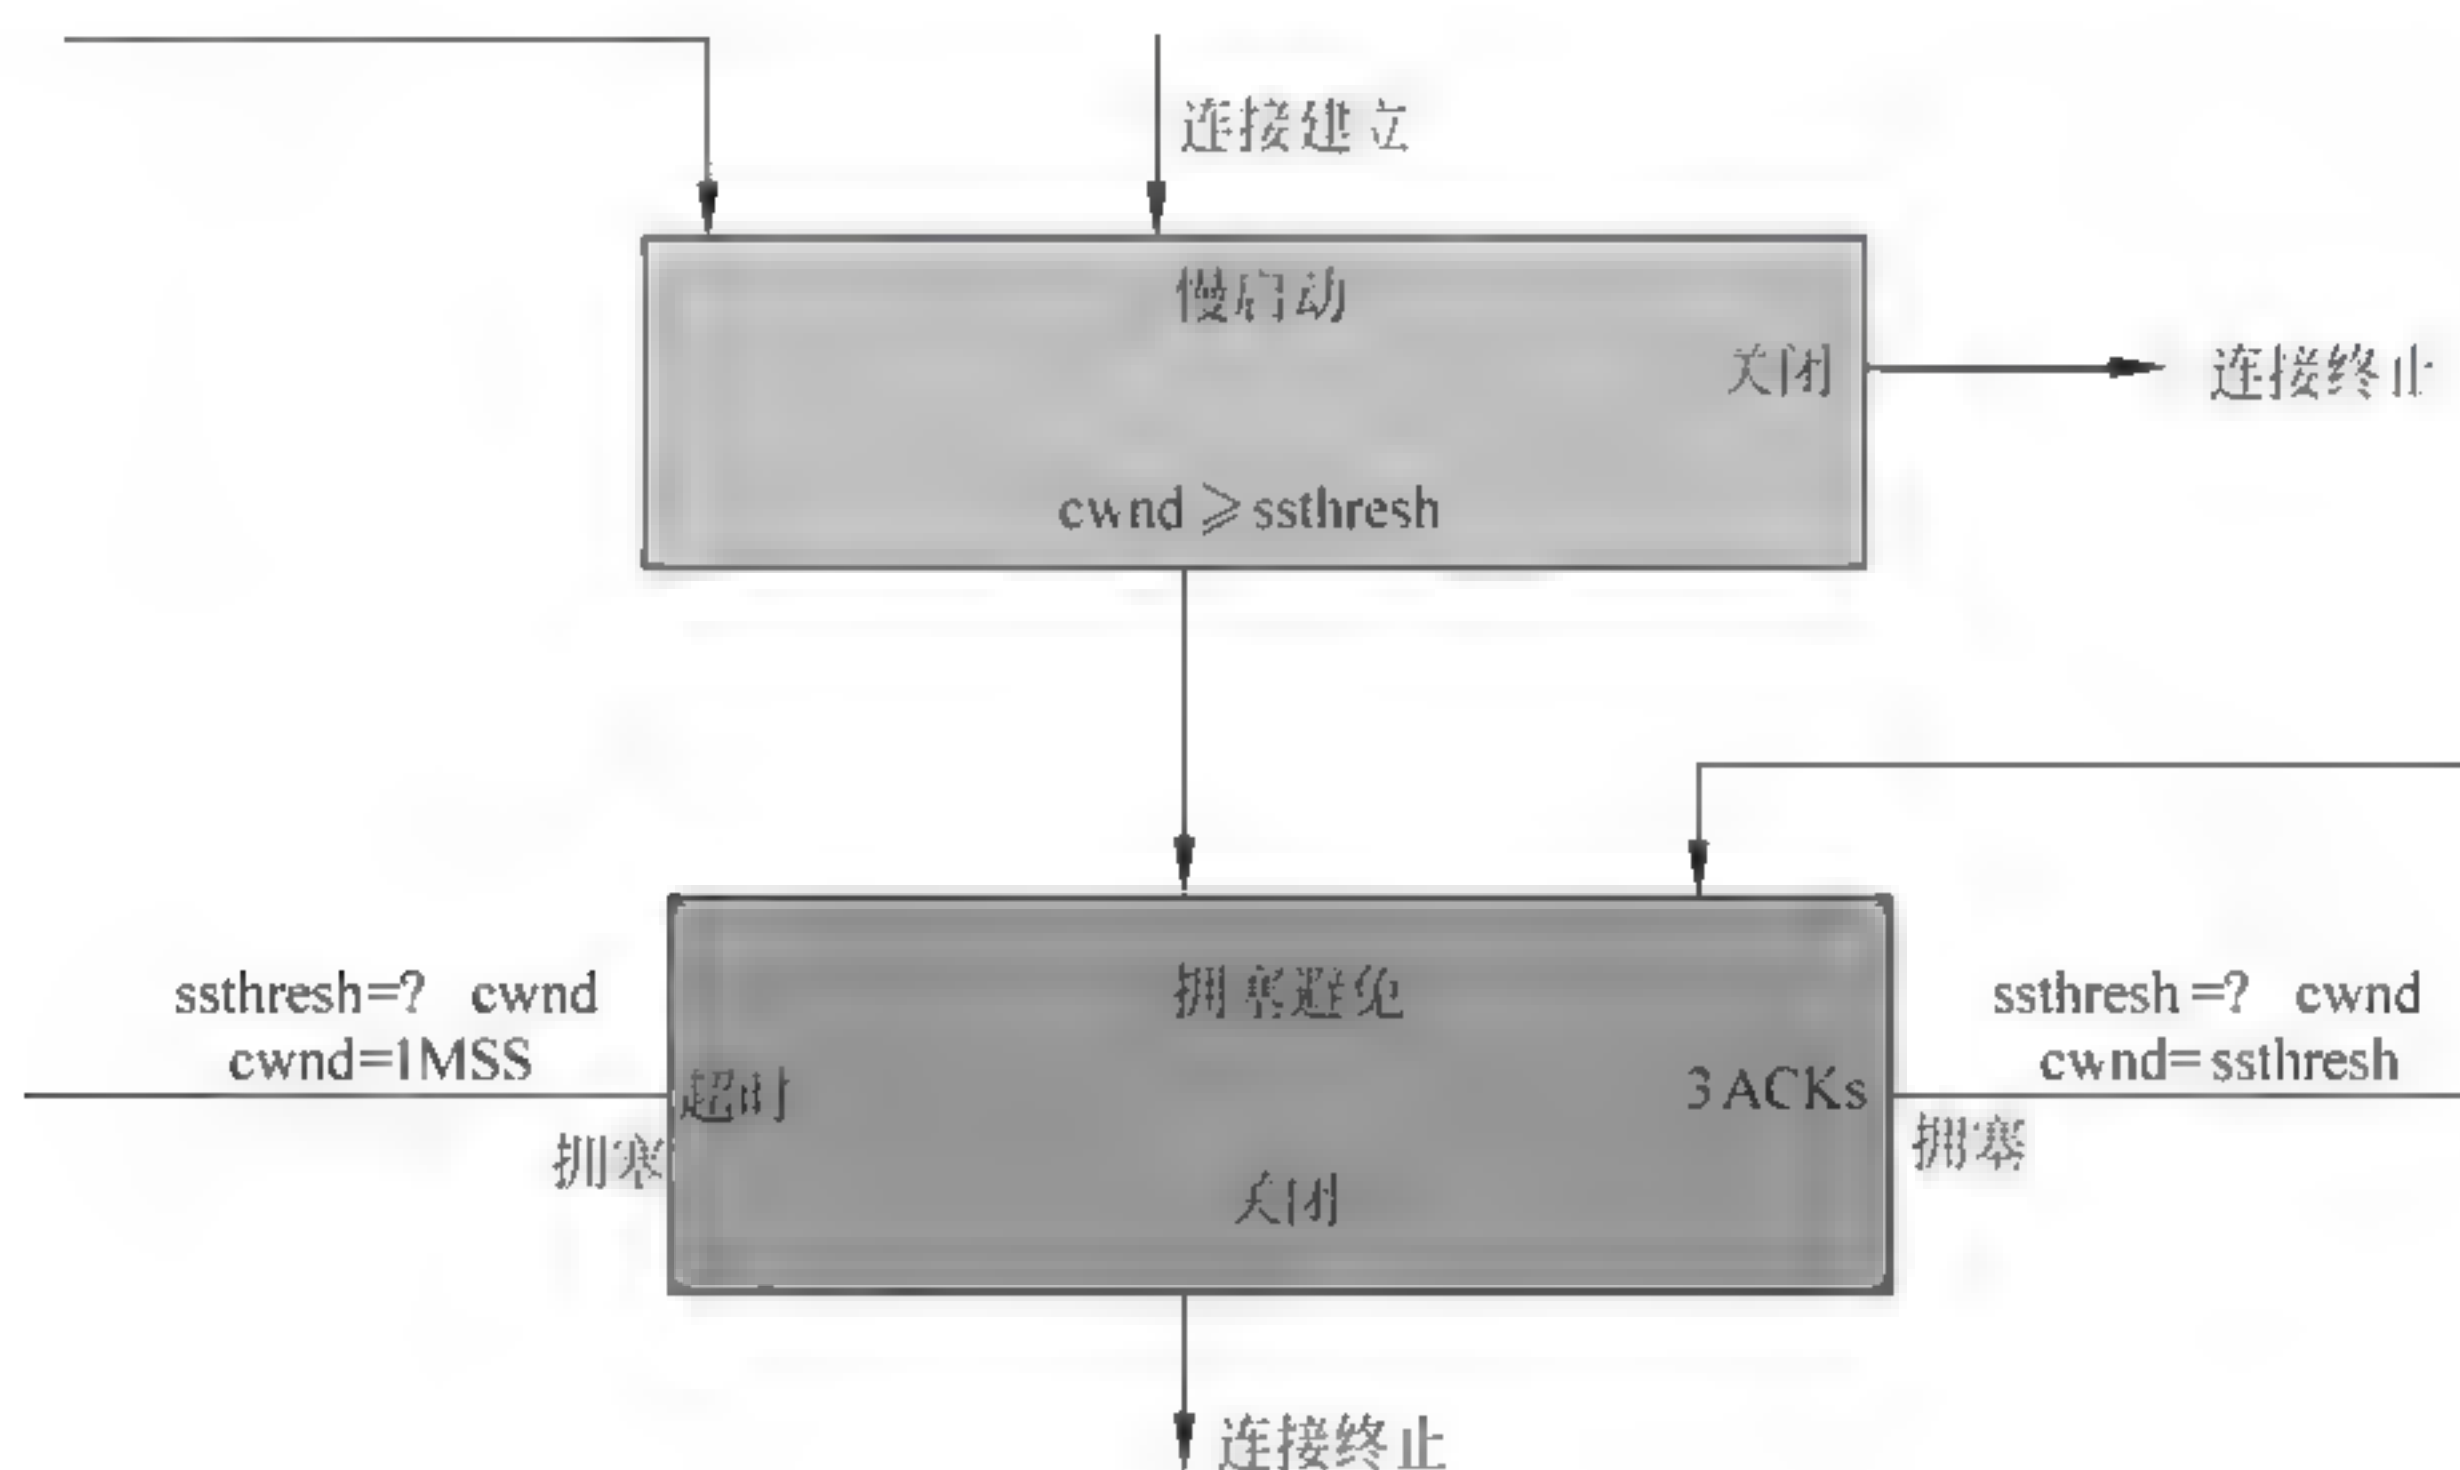 连接建立
慢启动
关闭
连接终止
cwnd ⩾ ssthresh
ssthresh=? cwnd
cwnd=1MSS
拥塞
拥塞避免
超时
3ACKs
关闭
ssthresh=? cwnd
cwnd=ssthresh
拥塞
连接终止